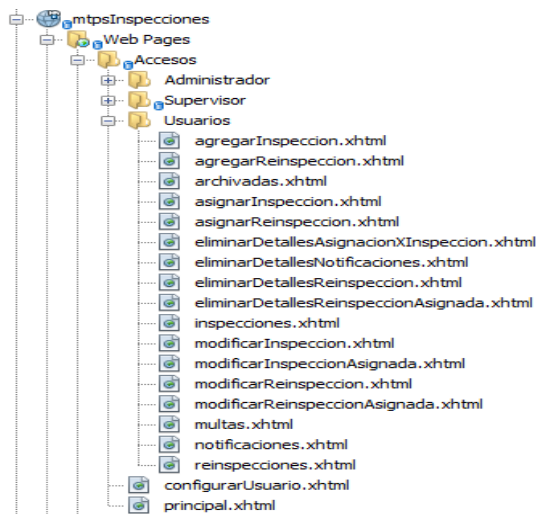 mtpsInspecciones
Web Pages
Accesos
Administrador
Supervisor
Usuarios
agregarInspeccion.xhtml
agregarReinspeccion.xhtml
archivadas.xhtml
asignarInspeccion.xhtml
asignarReinspeccion.xhtml
eliminarDetallesAsignacionXInspeccion.xhtml
eliminarDetallesNotificaciones.xhtml
eliminarDetallesReinspeccion.xhtml
eliminarDetallesReinspeccionAsignada.xhtml
inspecciones.xhtml
modificarInspeccion.xhtml
modificarInspeccionAsignada.xhtml
modificarReinspeccion.xhtml
modificarReinspeccionAsignada.xhtml
multas.xhtml
notificaciones.xhtml
reinspecciones.xhtml
configurarUsuario.xhtml
principal.xhtml